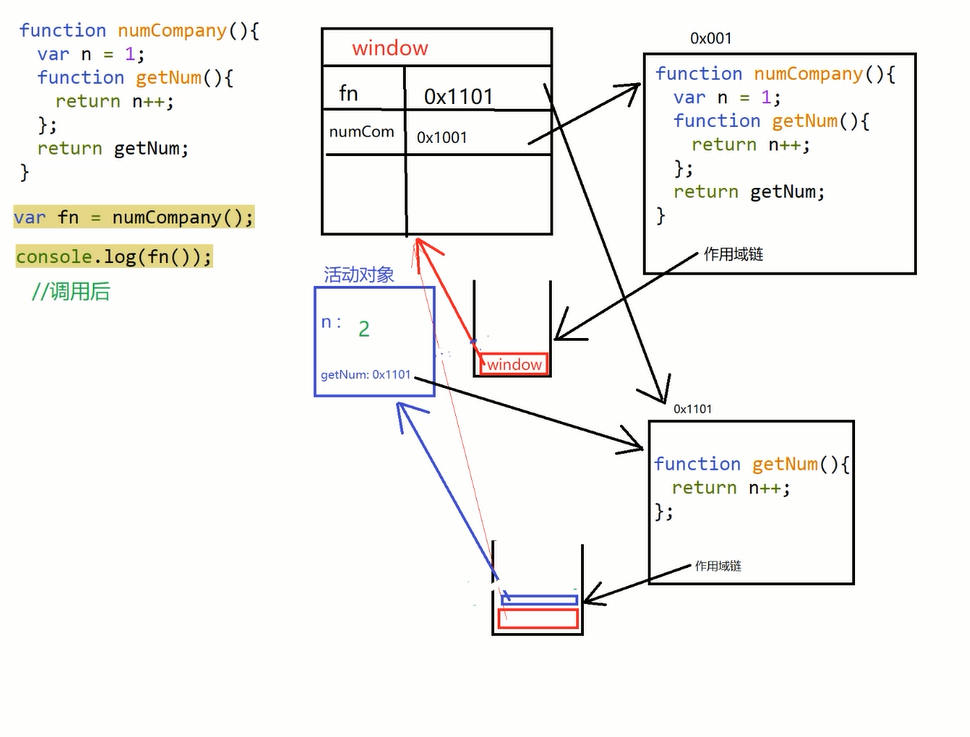 function numCompany(){
var n = 1;
function getNum(){
return n++;
};
return getNum;
}
var fn = numCompany();
console.log(fn());
//调用后
window
fn
0x1101
numCom
0x1001
0x001
function numCompany(){
var n = 1;
function getNum(){
return n++;
};
return getNum;
}
作用域链
活动对象
n :
2
getNum: 0x1101
window
0x1101
function getNum(){
return n++;
};
作用域链